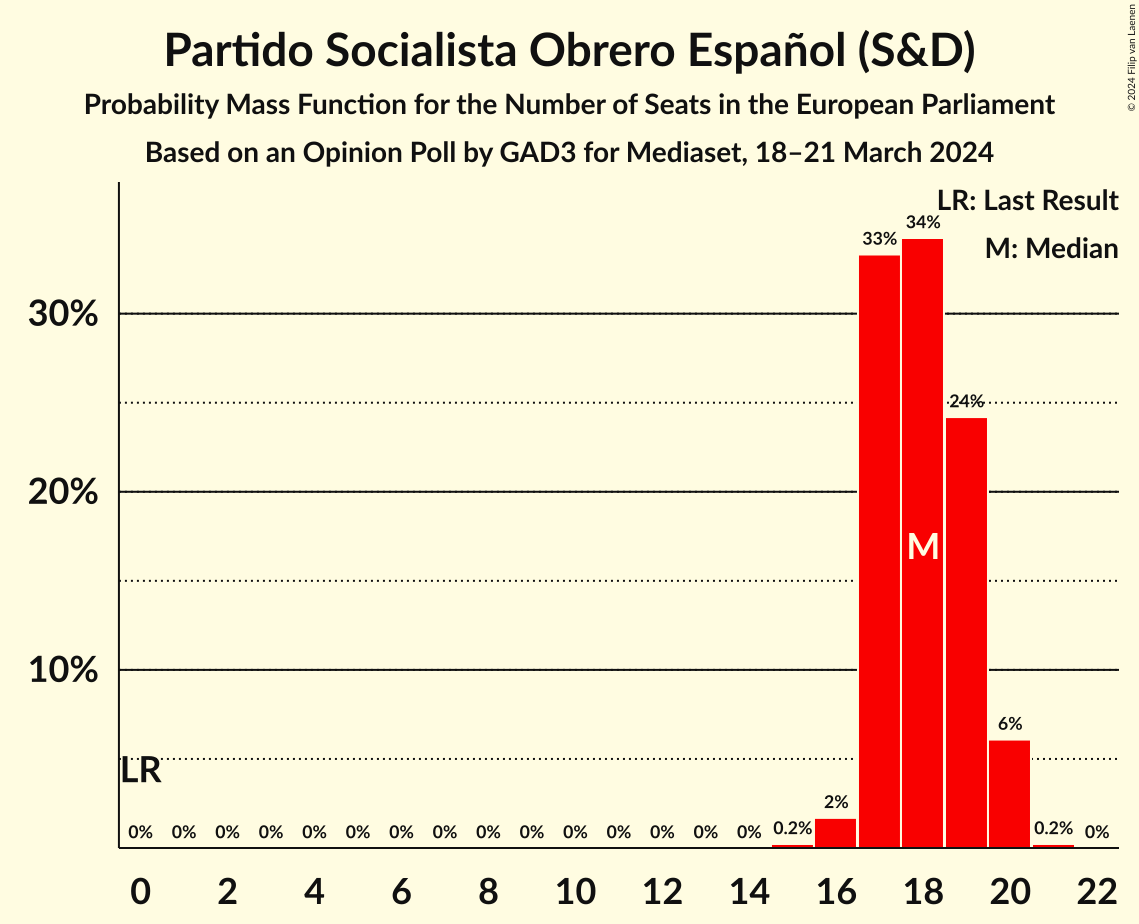 Partido Socialista Obrero Español (S&D)
Probability Mass Function for the Number of Seats in the European Parliament
Based on an Opinion Poll by GAD3 for Mediaset, 18–21 March 2024
© 2024 Filip van Laenen
LR: Last Result
M: Median
34%
33%
30%
24%
20%
M
10%
6%
LR
2%
0% 0% 0% 0% 0% 0% 0% 0% 0% 0% 0% 0% 0% 0% 0% 0.2% 0.2% 0%
0 2 4 6 8 10 12 14 16 18 20 22